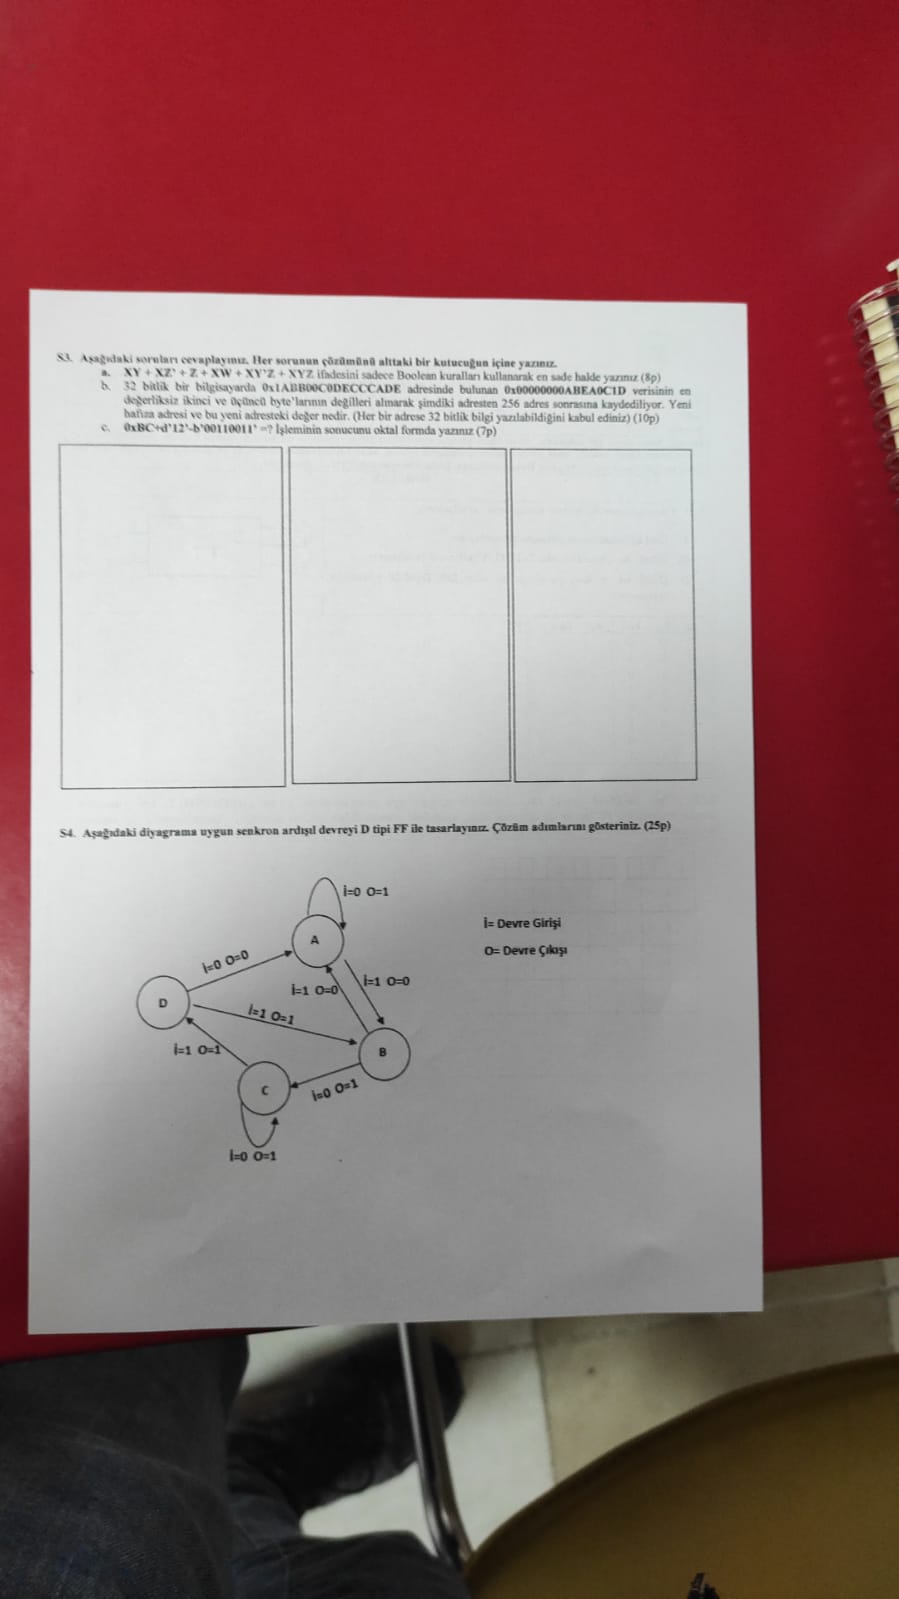 S3. Aşağıdaki soruları cevaplayınız. Her sorunun çözümünü alttaki bir kutucuğun içine yazınız.
a. XY + XZ' + Z + XW + XY'Z + XYZ ifadesini sadece Boolean kuralları kullanarak en sade halde yazınız (8p)
b. 32 bitlik bir bilgisayarda 0x1ABB00C0DECCCADE adresinde bulunan 0x00000000ABEA0C1D verisinin en
değerliksiz ikinci ve üçüncü byte'larının değilleri alınarak şimdiki adresten 256 adres sonrasına kaydediliyor. Yeni
hafıza adresi ve bu yeni adresteki değer nedir. (Her bir adrese 32 bitlik bilgi yazılabildiğini kabul ediniz) (10p)
c. 0xBC+d'12'-b'00110011' =? İşleminin sonucunu oktal formda yazınız (7p)
S4. Aşağıdaki diyagrama uygun senkron ardışıl devreyi D tipi FF ile tasarlayınız. Çözüm adımlarını gösteriniz. (25p)
İ=0 O=1
İ= Devre Girişi
A
O= Devre Çıkışı
İ=0 O=0
İ=1 O=0
İ=1 O=0
D
İ=1 O=1
İ=1 O=1
B
C
İ=0 O=1
İ=0 O=1